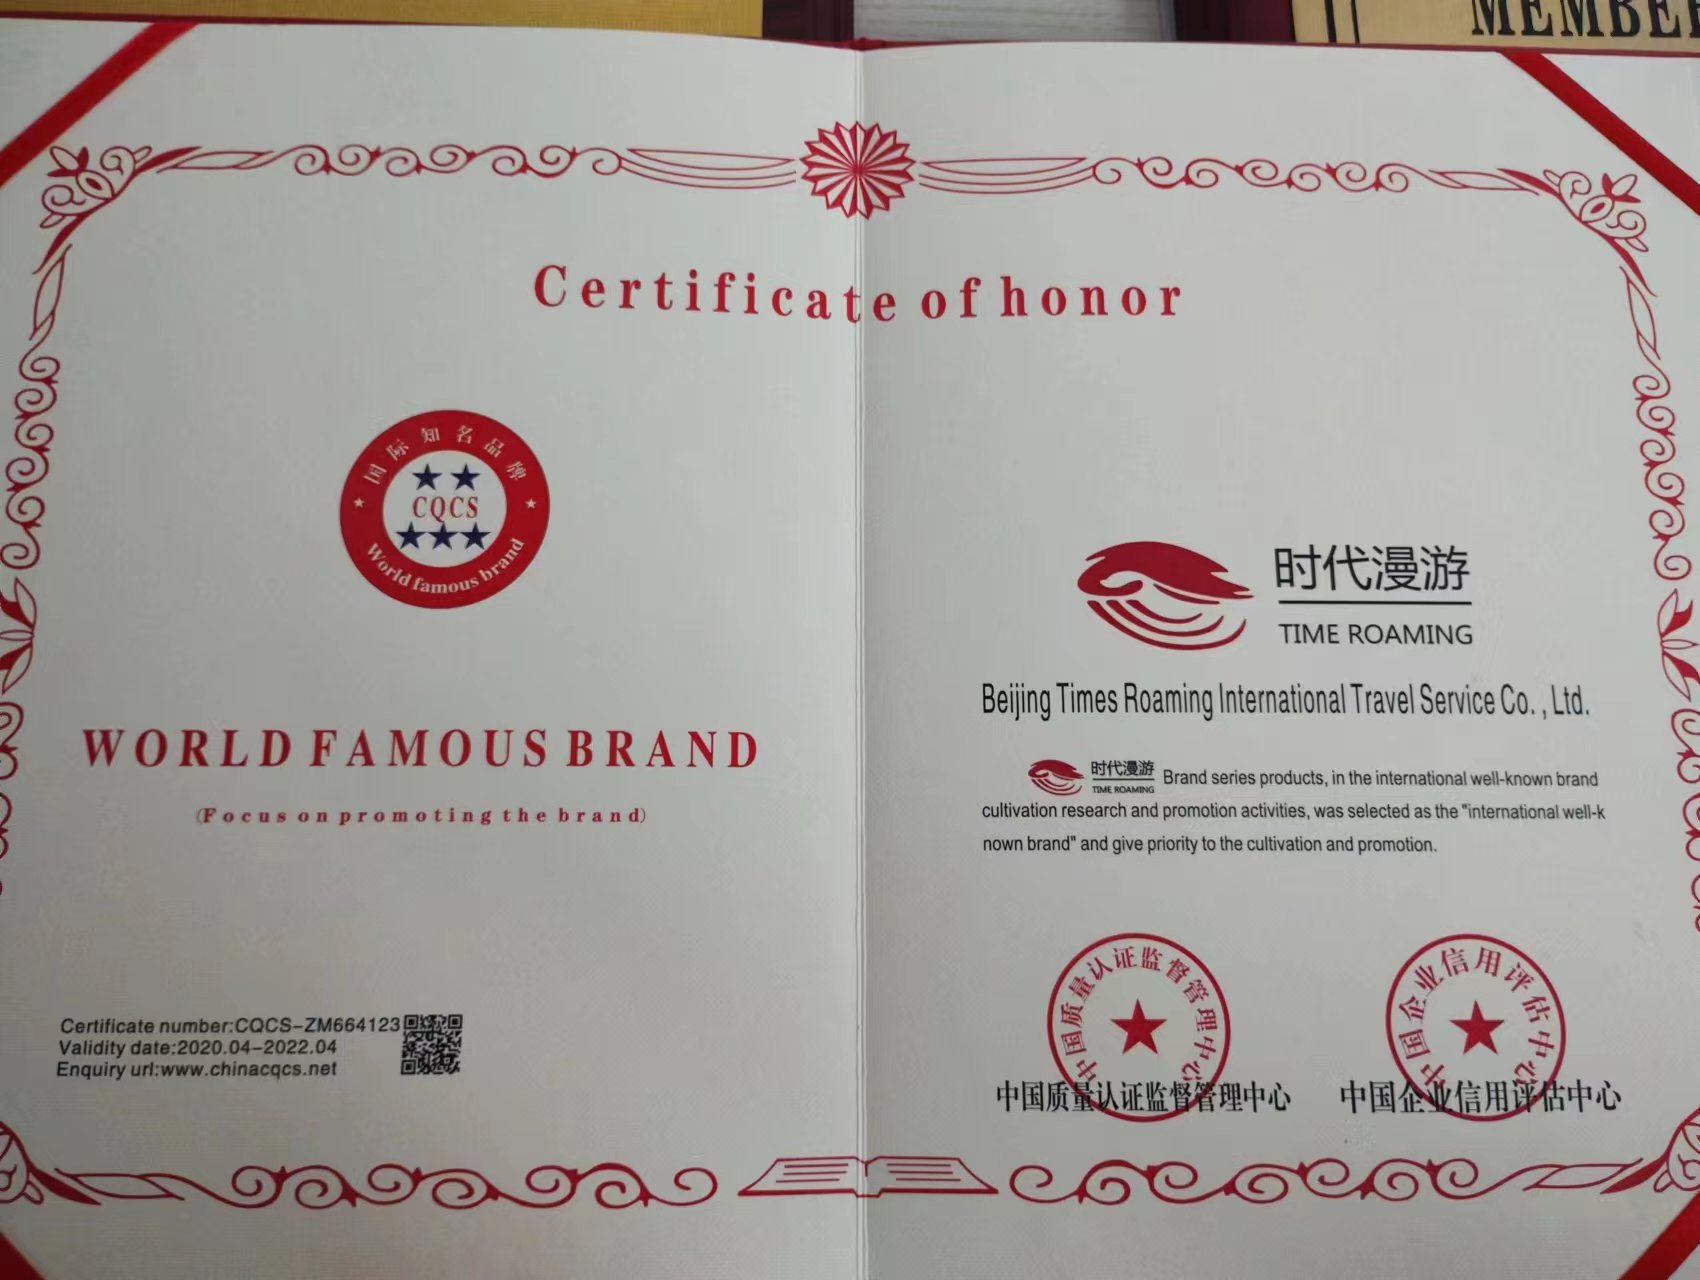 MEMBER
Certificate of honor
国际知名品牌
CQCS
World famous brand
WORLD FAMOUS BRAND
(Focus on promoting the brand)
Certificate number:CQCS-ZM664123
Validity date:2020.04-2022.04
Enquiry url:www.chinacqcs.net
时代漫游
TIME ROAMING
Beijing Times Roaming International Travel Service Co. , Ltd.
时代漫游
TIME ROAMING
Brand series products, in the international well-known brand
cultivation research and promotion activities, was selected as the "international well-k
nown brand" and give priority to the cultivation and promotion.
中国质量认证监督管理中心
中国企业信用评估中心
中国质量认证监督管理中心
中国企业信用评估中心